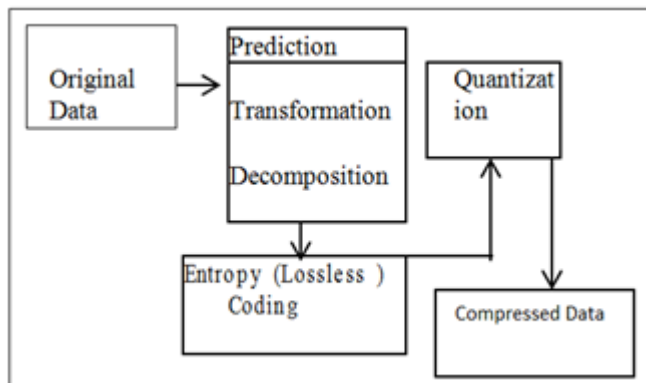 Original
Data
Prediction
Transformation
Decomposition
Entropy (Lossless )
Coding
Quantizat
ion
Compressed Data